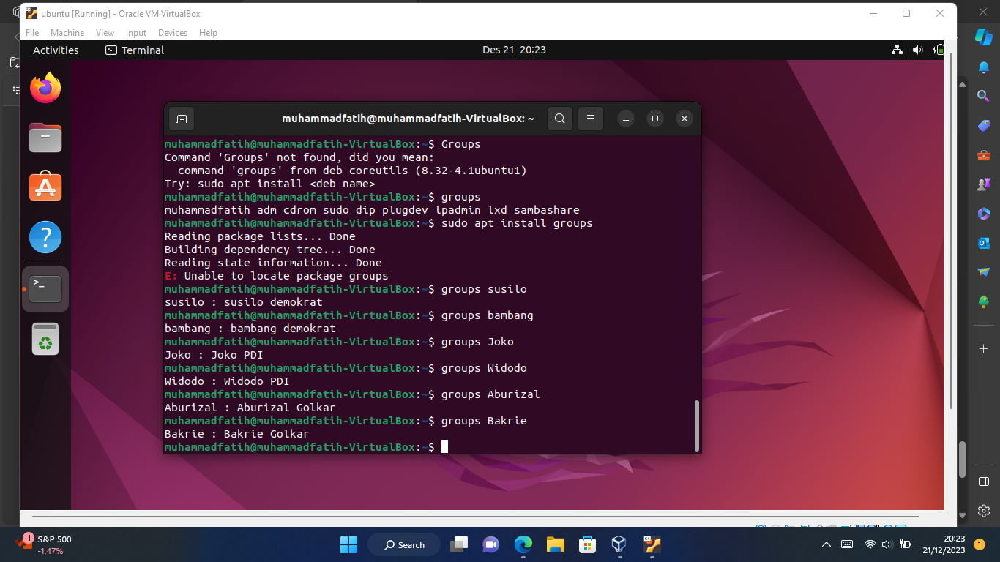 ubuntu [Running] - Oracle VM VirtualBox
File Machine View Input Devices Help
Activities Terminal Des 21 20:23
muhammadfatih@muhammadfatih-VirtualBox: ~
muhammadfatih@muhammadfatih-VirtualBox:~$ Groups
Command 'Groups' not found, did you mean:
  command 'groups' from deb coreutils (8.32-4.1ubuntu1)
Try: sudo apt install <deb name>
muhammadfatih@muhammadfatih-VirtualBox:~$ groups
muhammadfatih adm cdrom sudo dip plugdev lpadmin lxd sambashare
muhammadfatih@muhammadfatih-VirtualBox:~$ sudo apt install groups
Reading package lists... Done
Building dependency tree... Done
Reading state information... Done
E: Unable to locate package groups
muhammadfatih@muhammadfatih-VirtualBox:~$ groups susilo
susilo : susilo demokrat
muhammadfatih@muhammadfatih-VirtualBox:~$ groups bambang
bambang : bambang demokrat
muhammadfatih@muhammadfatih-VirtualBox:~$ groups Joko
Joko : Joko PDI
muhammadfatih@muhammadfatih-VirtualBox:~$ groups Widodo
Widodo : Widodo PDI
muhammadfatih@muhammadfatih-VirtualBox:~$ groups Aburizal
Aburizal : Aburizal Golkar
muhammadfatih@muhammadfatih-VirtualBox:~$ groups Bakrie
Bakrie : Bakrie Golkar
muhammadfatih@muhammadfatih-VirtualBox:~$
1
S&P 500
-1,47%
Search
20:23
21/12/2023
1